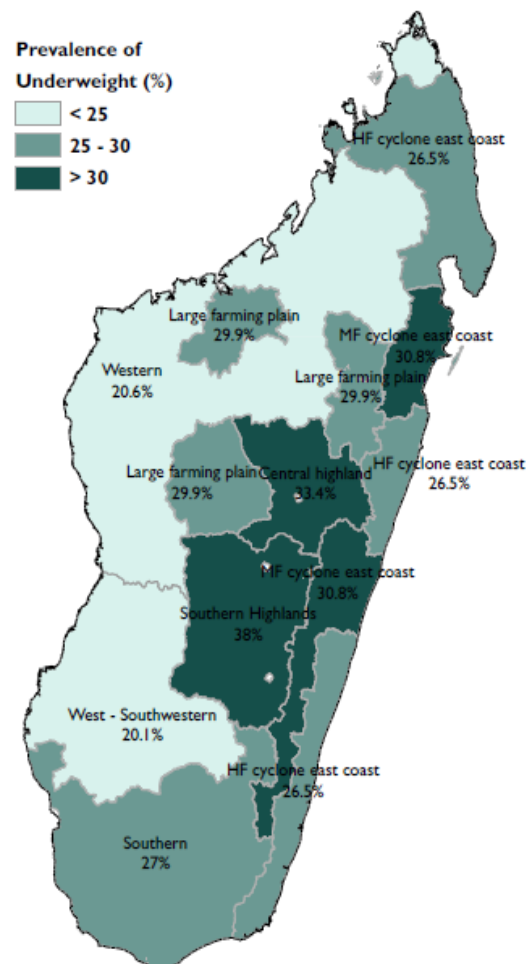 Prevalence of
Underweight (%)
< 25
25 - 30
> 30
HF cyclone east coast
26.5%
Large farming plain
29.9%
MF cyclone east coast
30.8%
Western
20.6%
Large farming plain
29.9%
Large farming plain
29.9%
Central highland
33.4%
HF cyclone east coast
26.5%
MF cyclone east coast
30.8%
Southern Highlands
38%
West - Southwestern
20.1%
HF cyclone east coast
26.5%
Southern
27%